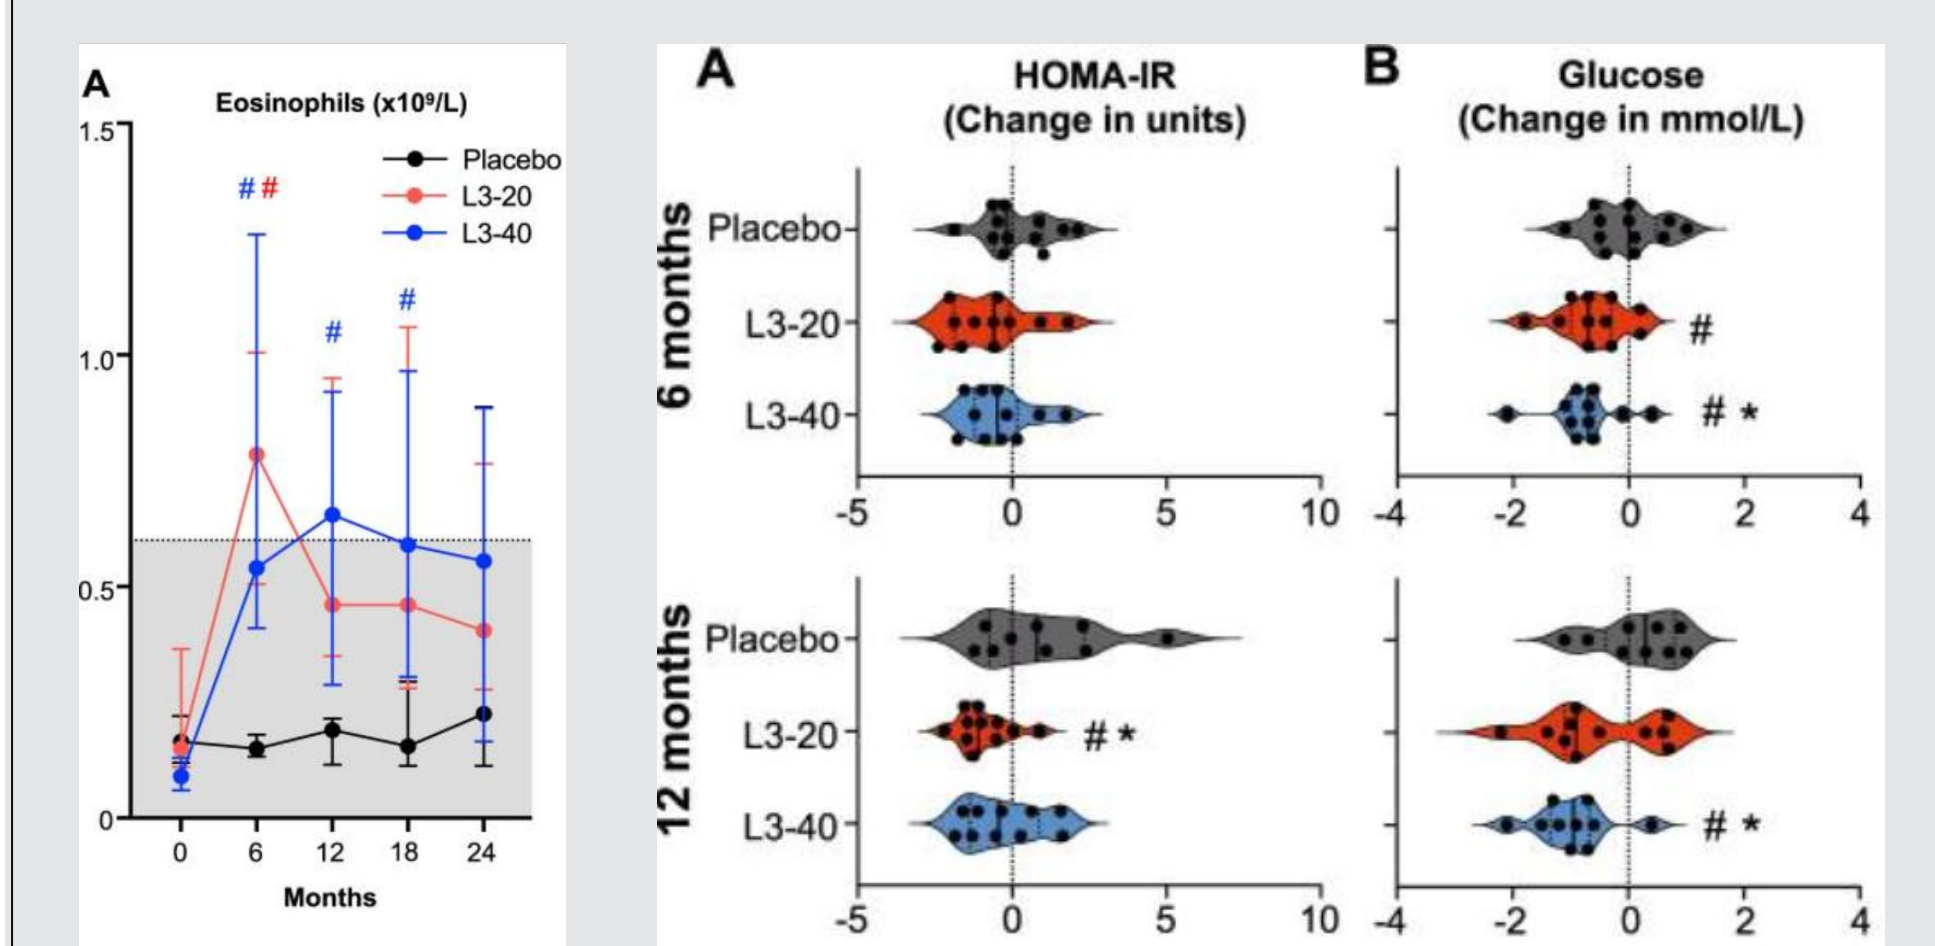 A
Eosinophils (x10⁹/L)
1.5
1.0
0.5
0
Placebo
L3-20
L3-40
# #
#
#
0 6 12 18 24
Months
A
HOMA-IR
(Change in units)
B
Glucose
(Change in mmol/L)
6 months
Placebo
L3-20
#
L3-40
# *
-5 0 5 10
-4 -2 0 2 4
12 months
Placebo
L3-20
# *
L3-40
# *
-5 0 5 10
-4 -2 0 2 4